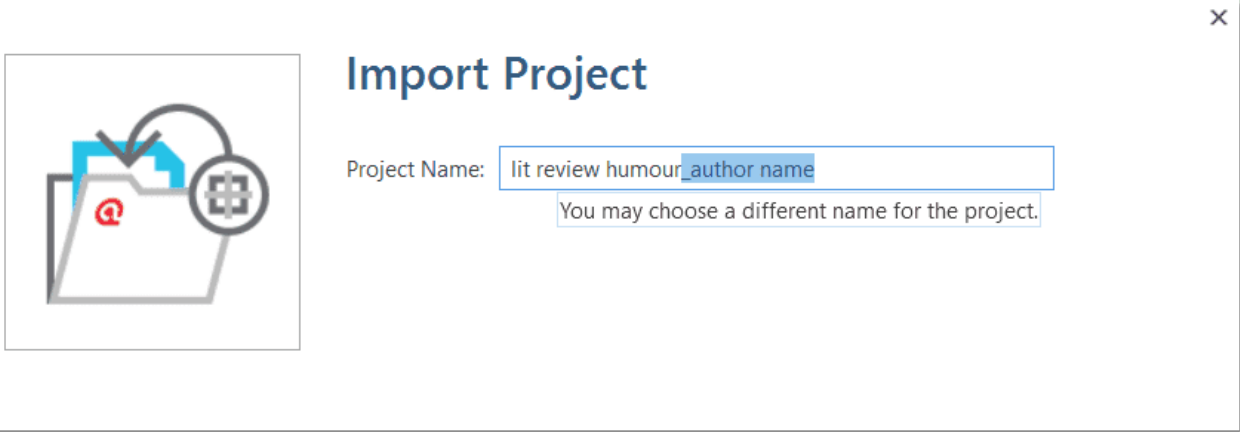 Import Project
Project Name: lit review humour_author name
You may choose a different name for the project.
@